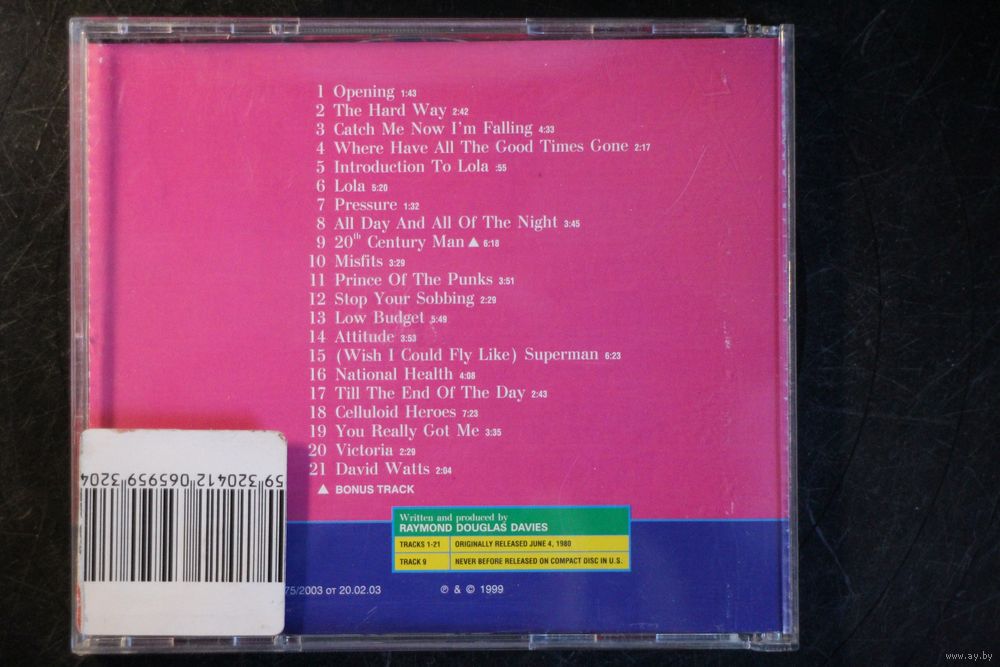 1 Opening 1:43
2 The Hard Way 2:42
3 Catch Me Now I'm Falling 4:33
4 Where Have All The Good Times Gone 2:17
5 Introduction To Lola :55
6 Lola 5:20
7 Pressure 1:32
8 All Day And All Of The Night 3:45
9 20th Century Man ▲ 6:18
10 Misfits 3:29
11 Prince Of The Punks 3:51
12 Stop Your Sobbing 2:29
13 Low Budget 5:49
14 Attitude 3:53
15 (Wish I Could Fly Like) Superman 6:23
16 National Health 4:08
17 Till The End Of The Day 2:43
18 Celluloid Heroes 7:23
19 You Really Got Me 3:35
20 Victoria 2:29
21 David Watts 2:04
▲ BONUS TRACK
59 320412 065959 3204
Written and produced by
RAYMOND DOUGLAS DAVIES
TRACKS 1-21 ORIGINALLY RELEASED JUNE 4, 1980
TRACK 9 NEVER BEFORE RELEASED ON COMPACT DISC IN U.S.
75/2003 от 20.02.03 ℗ & © 1999
www.ay.by